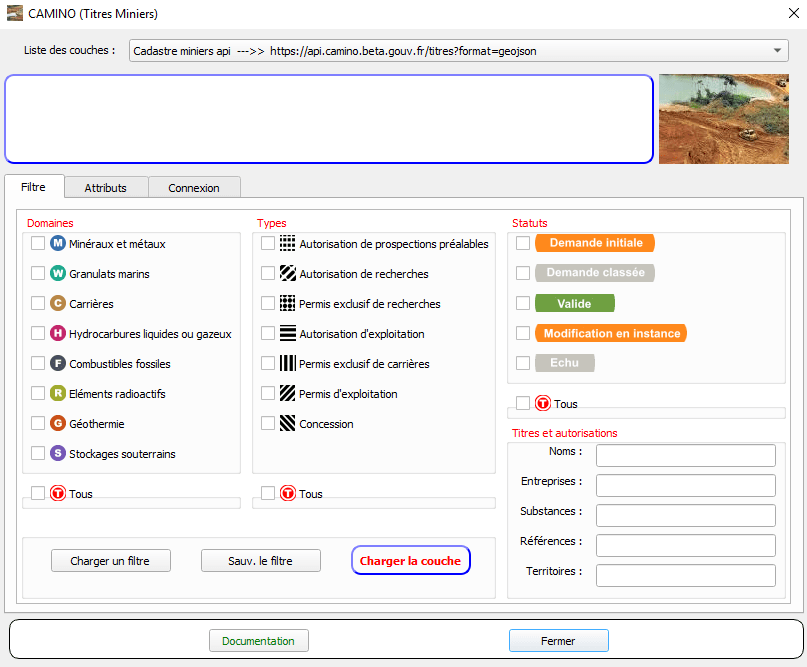 CAMINO (Titres Miniers)
Liste des couches :
Cadastre miniers api --->> https://api.camino.beta.gouv.fr/titres?format=geojson
Filtre
Attributs
Connexion
Domaines
M Minéraux et métaux
W Granulats marins
C Carrières
H Hydrocarbures liquides ou gazeux
F Combustibles fossiles
R Eléments radioactifs
G Géothermie
S Stockages souterrains
T Tous
Types
Autorisation de prospections préalables
Autorisation de recherches
Permis exclusif de recherches
Autorisation d'exploitation
Permis exclusif de carrières
Permis d'exploitation
Concession
T Tous
Statuts
Demande initiale
Demande classée
Valide
Modification en instance
Echu
T Tous
Titres et autorisations
Noms :
Entreprises :
Substances :
Références :
Territoires :
Charger un filtre
Sauv. le filtre
Charger la couche
Documentation
Fermer